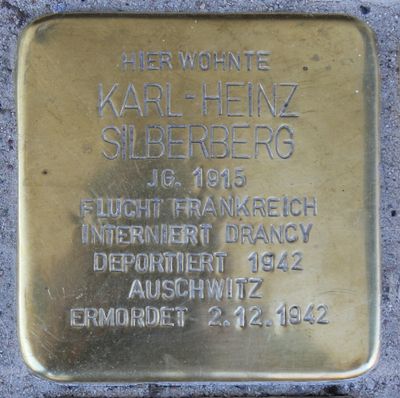 HIER WOHNTE
KARL-HEINZ
SILBERBERG
JG. 1915
FLUCHT FRANKREICH
INTERNIERT DRANCY
DEPORTIERT 1942
AUSCHWITZ
ERMORDET 2.12.1942